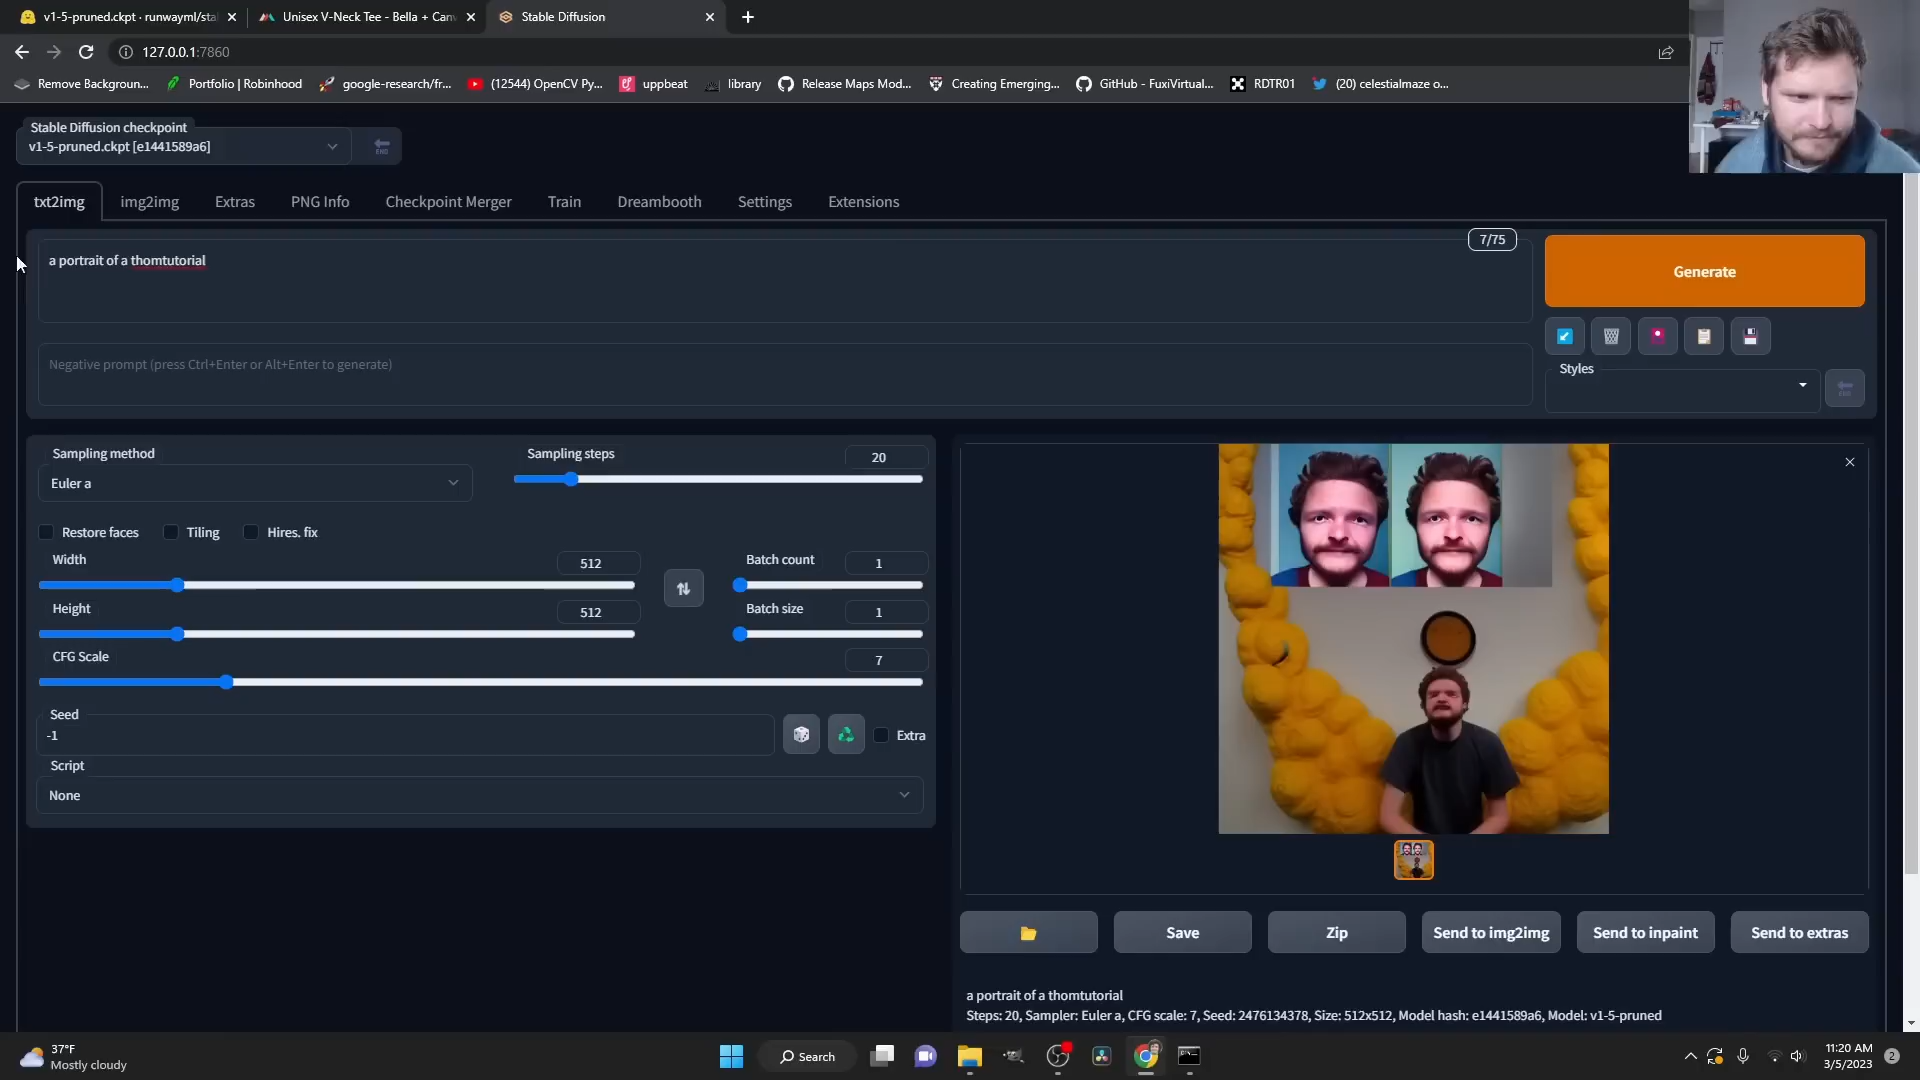 v1-5-pruned.ckpt · runwayml/sta
Unisex V-Neck Tee - Bella + Can
Stable Diffusion
127.0.0.1:7860
Remove Backgroun...
Portfolio | Robinhood
google-research/fr...
(12544) OpenCV Py...
uppbeat
library
Release Maps Mod...
Creating Emerging...
GitHub - FuxiVirtual...
RDTR01
(20) celestialmaze o...
Stable Diffusion checkpoint
v1-5-pruned.ckpt [e1441589a6]
txt2img
img2img
Extras
PNG Info
Checkpoint Merger
Train
Dreambooth
Settings
Extensions
7/75
a portrait of a thomtutorial
Generate
Negative prompt (press Ctrl+Enter or Alt+Enter to generate)
Styles
Sampling method
Euler a
Sampling steps
20
Restore faces
Tiling
Hires. fix
Width
512
Batch count
1
Height
512
Batch size
1
CFG Scale
7
Seed
-1
Extra
Script
None
Save
Zip
Send to img2img
Send to inpaint
Send to extras
a portrait of a thomtutorial
Steps: 20, Sampler: Euler a, CFG scale: 7, Seed: 2476134378, Size: 512x512, Model hash: e1441589a6, Model: v1-5-pruned
37°F
Mostly cloudy
Search
11:20 AM
3/5/2023
2